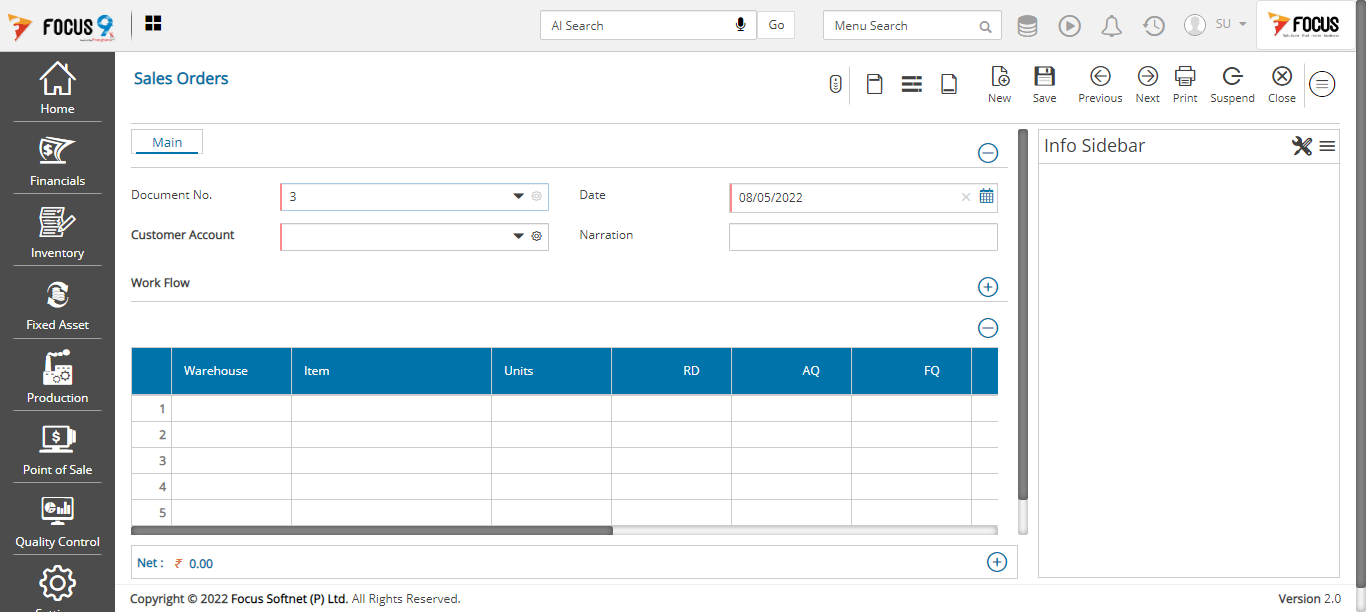 FOCUS 9
AI Search
Go
Menu Search
SU
FOCUS
Home
Financials
Inventory
Fixed Asset
Production
Point of Sale
Quality Control
Sales Orders
New
Save
Previous
Next
Print
Suspend
Close
Main
Document No.
3
Date
08/05/2022
Customer Account
Narration
Work Flow
Warehouse
Item
Units
RD
AQ
FQ
1
2
3
4
5
Net : ₹ 0.00
Info Sidebar
Copyright © 2022 Focus Softnet (P) Ltd. All Rights Reserved.
Version 2.0